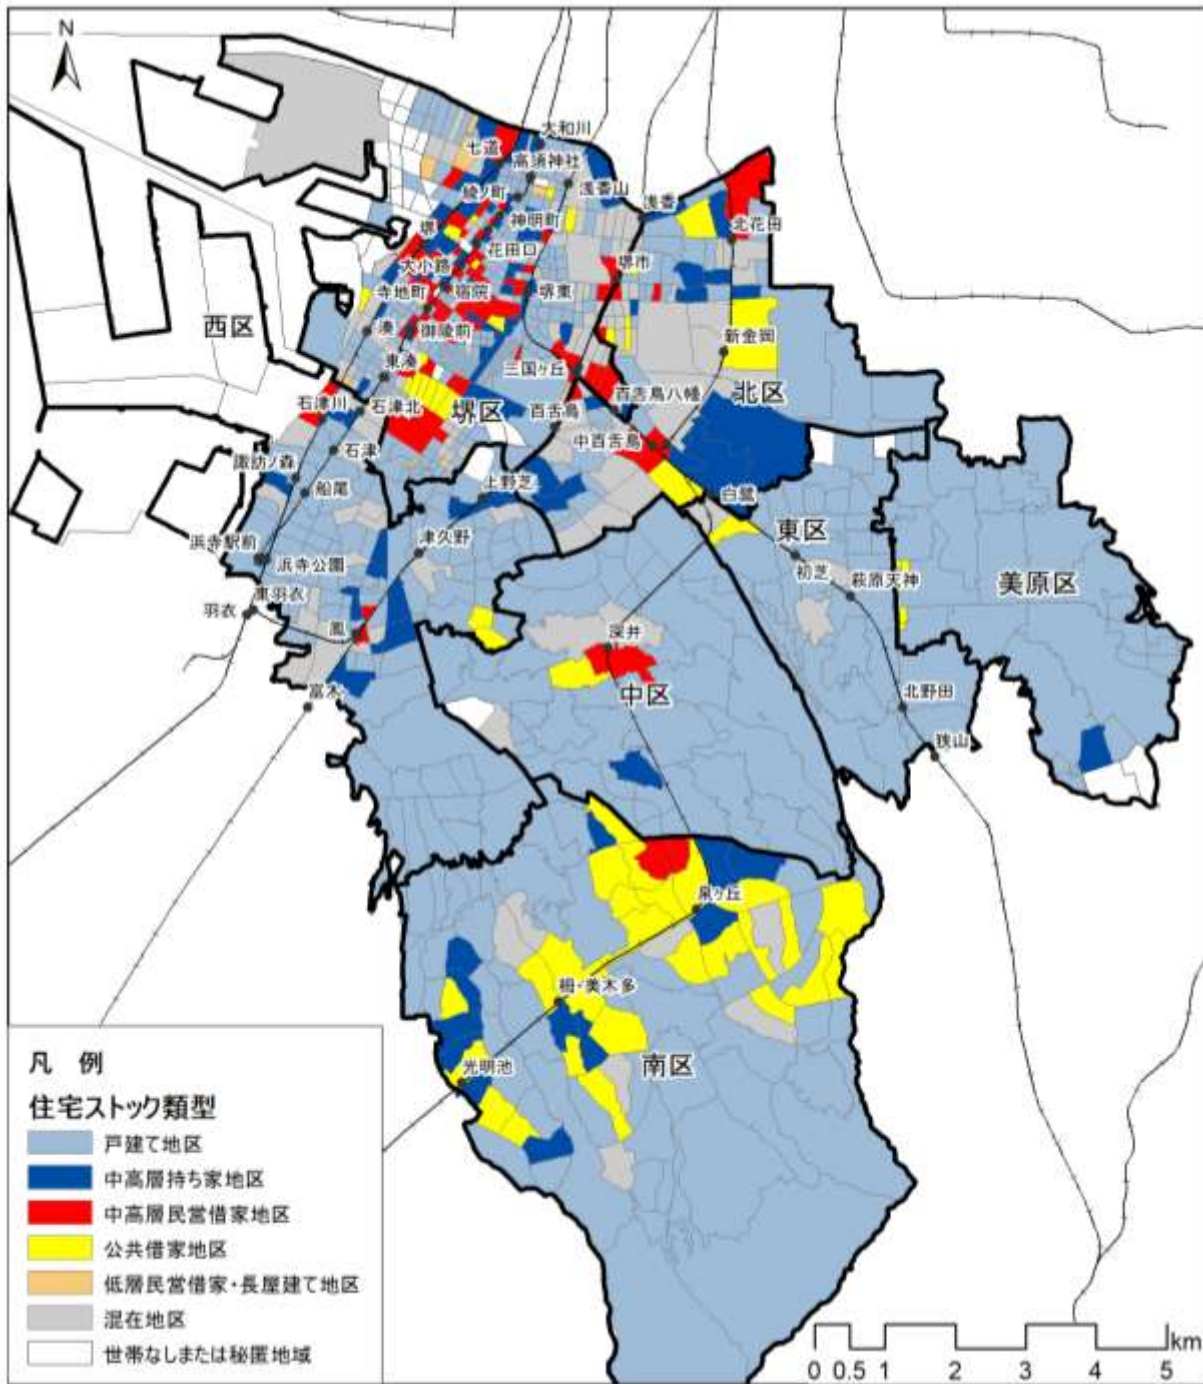 N
大和川
七道
高須神社
綾ノ町
浅香山
浅香
神明町
北花田
堺
花田口
大小路
堺市
寺地町
宿院
堺東
西区
湊
御陵前
新金岡
東湊
三国ヶ丘
北区
石津川
石津北
堺区
百舌鳥
百舌鳥八幡
中百舌鳥
石津
諏訪ノ森
船尾
上野芝
白鷺
東区
浜寺駅前
津久野
浜寺公園
初芝
萩原天神
美原区
東羽衣
羽衣
鳳
深井
中区
富木
北野田
狭山
泉ヶ丘
栂・美木多
光明池
南区
凡 例
住宅ストック類型
戸建て地区
中高層持ち家地区
中高層民営借家地区
公共借家地区
低層民営借家・長屋建て地区
混在地区
世帯なしまたは秘匿地域
km
0 0.5 1 2 3 4 5